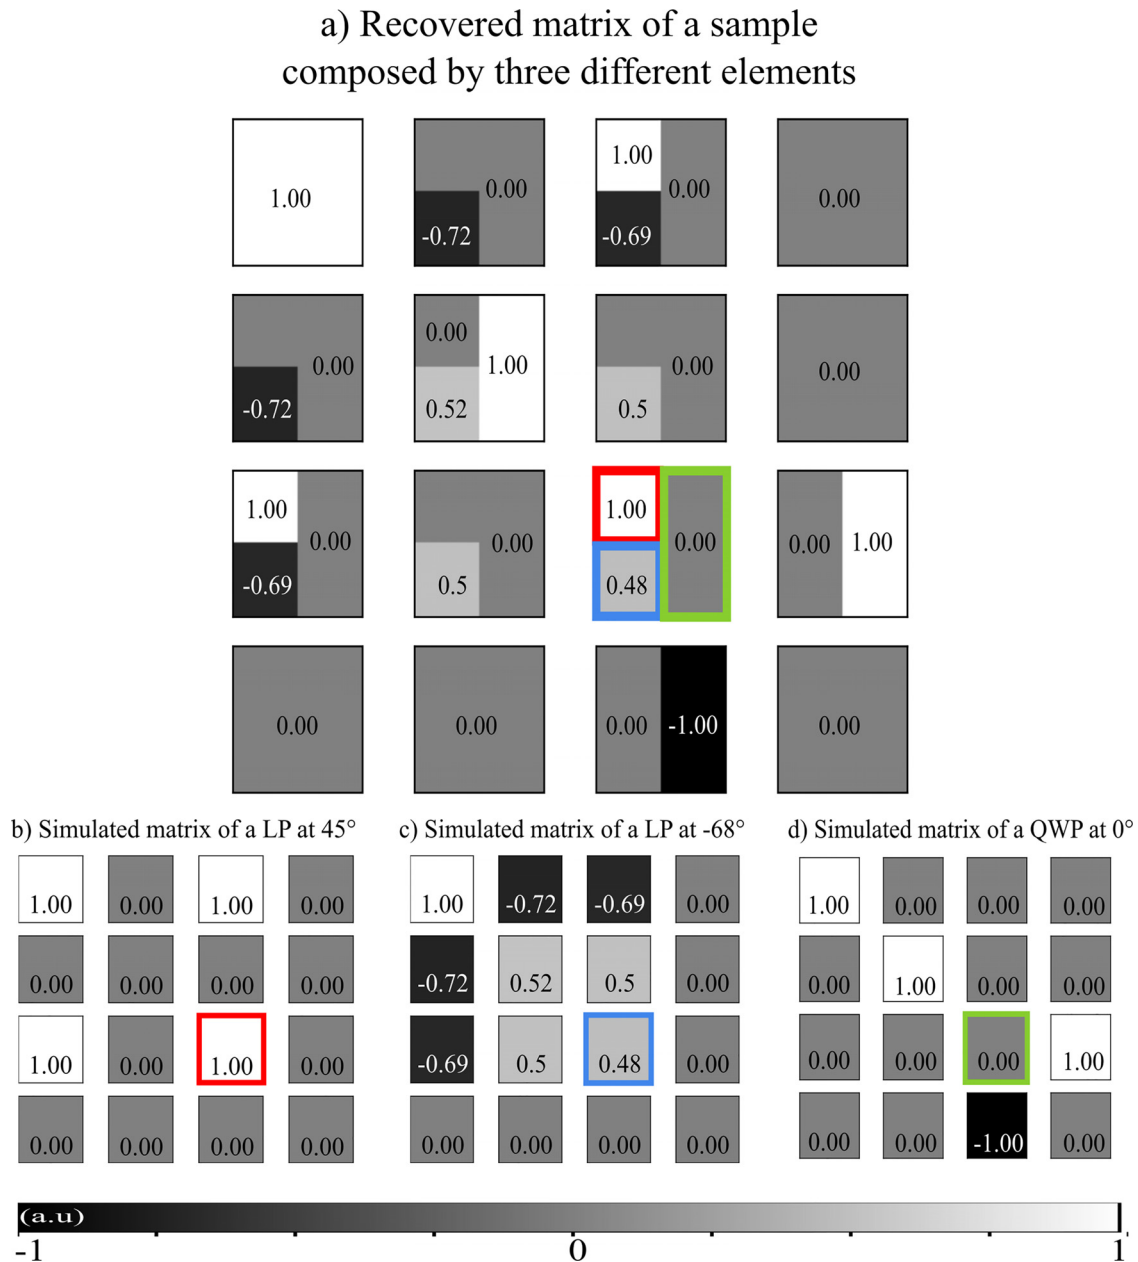 a) Recovered matrix of a sample
composed by three different elements
1.00
0.00
-0.72
1.00
0.00
-0.69
0.00
0.00
-0.72
0.00
1.00
0.52
0.00
0.5
0.00
1.00
0.00
-0.69
0.00
0.5
1.00
0.00
0.48
0.00 1.00
0.00
0.00
0.00 -1.00
0.00
b) Simulated matrix of a LP at 45°
1.00 0.00 1.00 0.00
0.00 0.00 0.00 0.00
1.00 0.00 1.00 0.00
0.00 0.00 0.00 0.00
c) Simulated matrix of a LP at -68°
1.00 -0.72 -0.69 0.00
-0.72 0.52 0.5 0.00
-0.69 0.5 0.48 0.00
0.00 0.00 0.00 0.00
d) Simulated matrix of a QWP at 0°
1.00 0.00 0.00 0.00
0.00 1.00 0.00 0.00
0.00 0.00 0.00 1.00
0.00 0.00 -1.00 0.00
(a.u)
-1 0 1